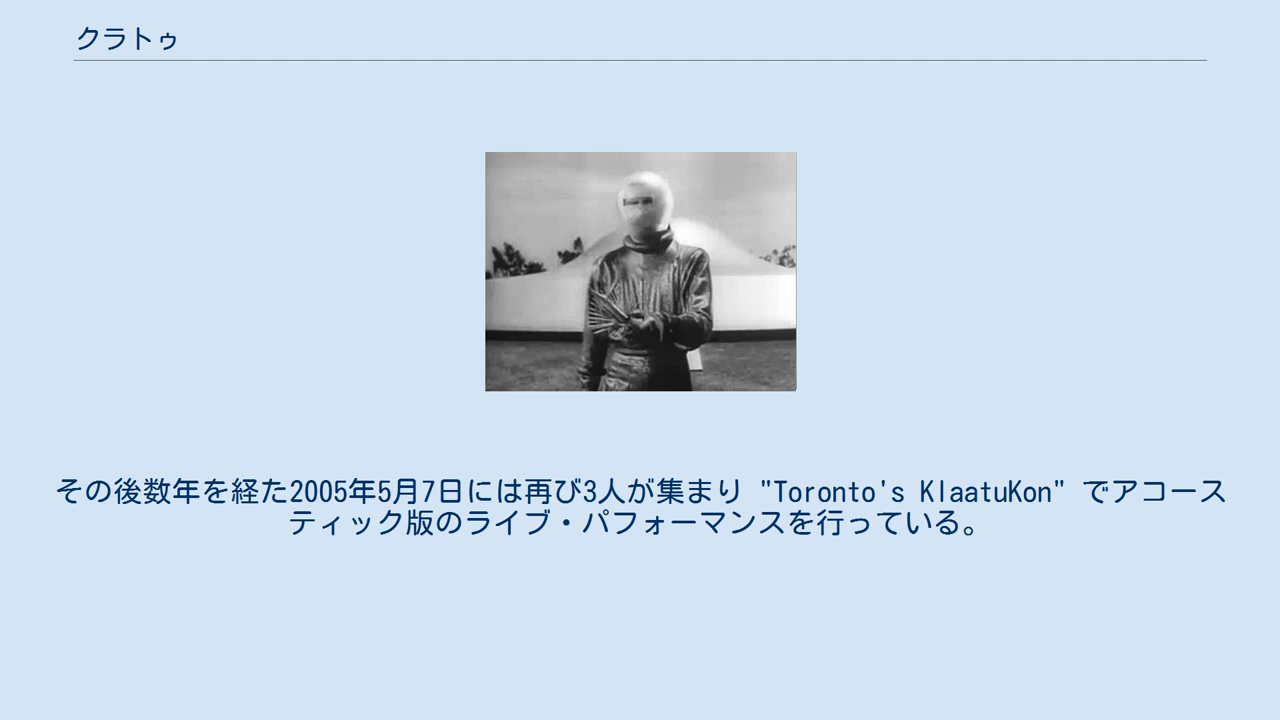 クラトゥ
その後数年を経た2005年5月7日には再び3人が集まり "Toronto's KlaatuKon" でアコース
ティック版のライブ・パフォーマンスを行っている。